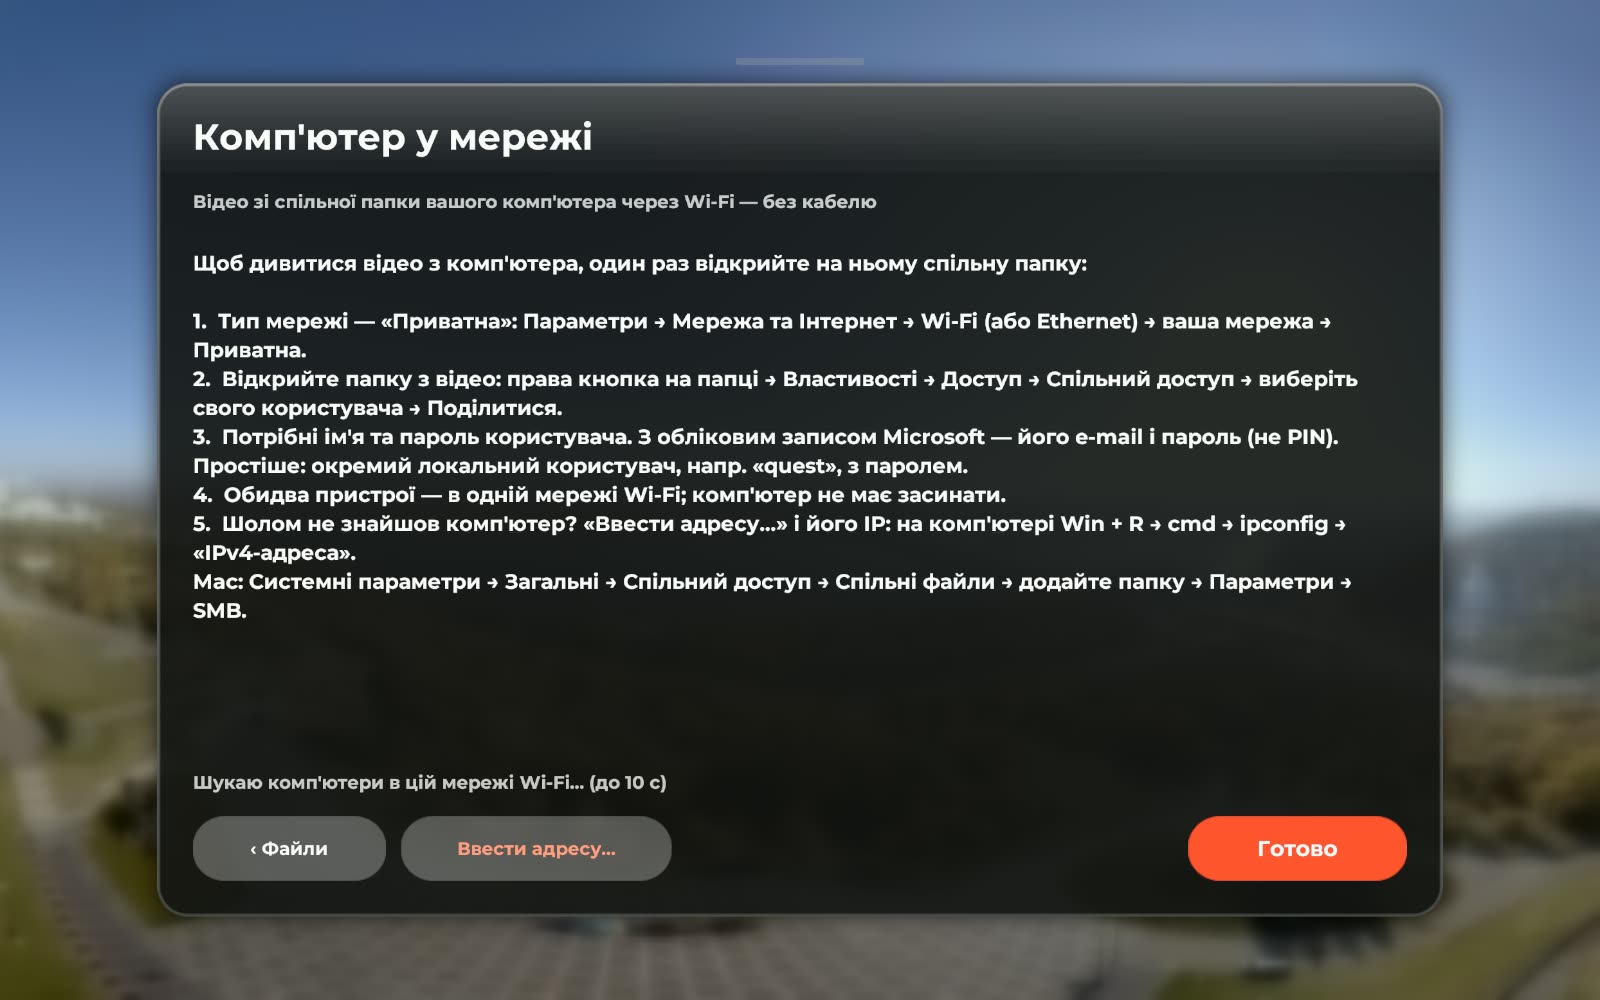 Комп'ютер у мережі
Відео зі спільної папки вашого комп'ютера через Wi-Fi — без кабелю
Щоб дивитися відео з комп'ютера, один раз відкрийте на ньому спільну папку:
1. Тип мережі — «Приватна»: Параметри → Мережа та Інтернет → Wi-Fi (або Ethernet) → ваша мережа →
Приватна.
2. Відкрийте папку з відео: права кнопка на папці → Властивості → Доступ → Спільний доступ → виберіть
свого користувача → Поділитися.
3. Потрібні ім'я та пароль користувача. З обліковим записом Microsoft — його e-mail і пароль (не PIN).
Простіше: окремий локальний користувач, напр. «quest», з паролем.
4. Обидва пристрої — в одній мережі Wi-Fi; комп'ютер не має засинати.
5. Шолом не знайшов комп'ютер? «Ввести адресу...» і його IP: на комп'ютері Win + R → cmd → ipconfig →
«IPv4-адреса».
Mac: Системні параметри → Загальні → Спільний доступ → Спільні файли → додайте папку → Параметри →
SMB.
Шукаю комп'ютери в цій мережі Wi-Fi... (до 10 с)
‹ Файли
Ввести адресу...
Готово